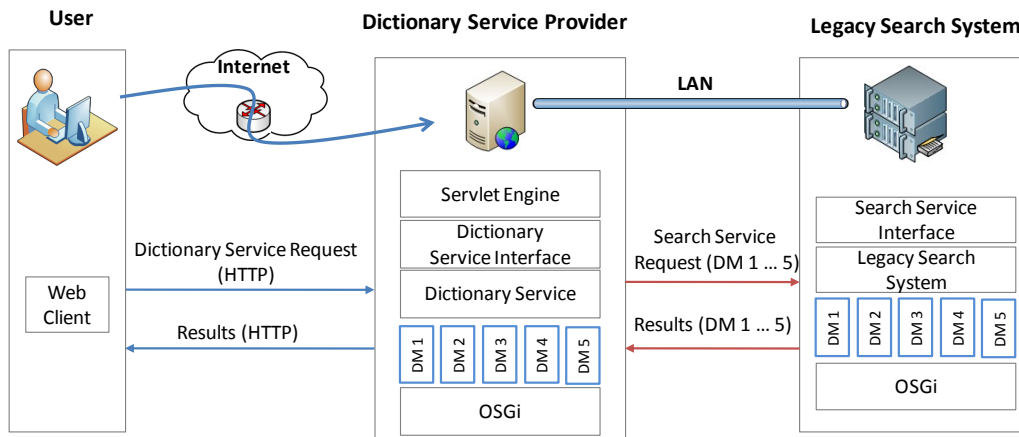 User
Dictionary Service Provider
Legacy Search System
Internet
LAN
Servlet Engine
Dictionary
Service Interface
Dictionary Service
DM 1
DM 2
DM 3
DM 4
DM 5
OSGi
Dictionary Service Request
(HTTP)
Results (HTTP)
Web
Client
Search Service
Request (DM 1 ... 5)
Results (DM 1 ... 5)
Search Service
Interface
Legacy Search
System
DM 1
DM 2
DM 3
DM 4
DM 5
OSGi